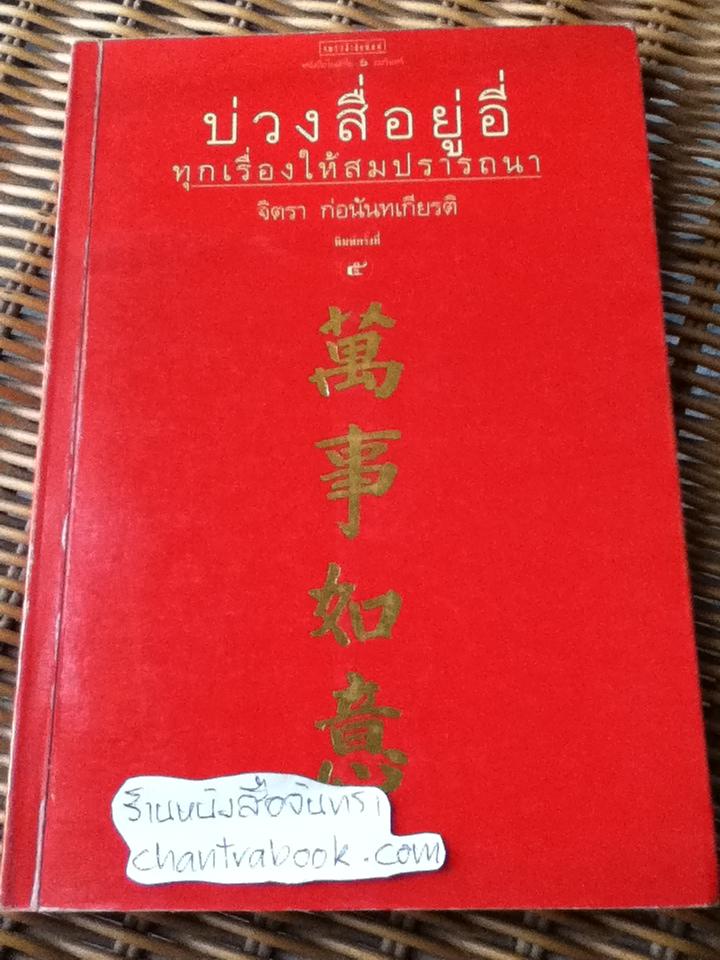 บ่วงสื่อยู่อี่
ทุกเรื่องให้สมปรารถนา
จิตรา ก่อนันทเกียรติ
พิมพ์ครั้งที่
๕
萬
事
如
意
ร้านหนังสือจันทรา
chantrabook.com